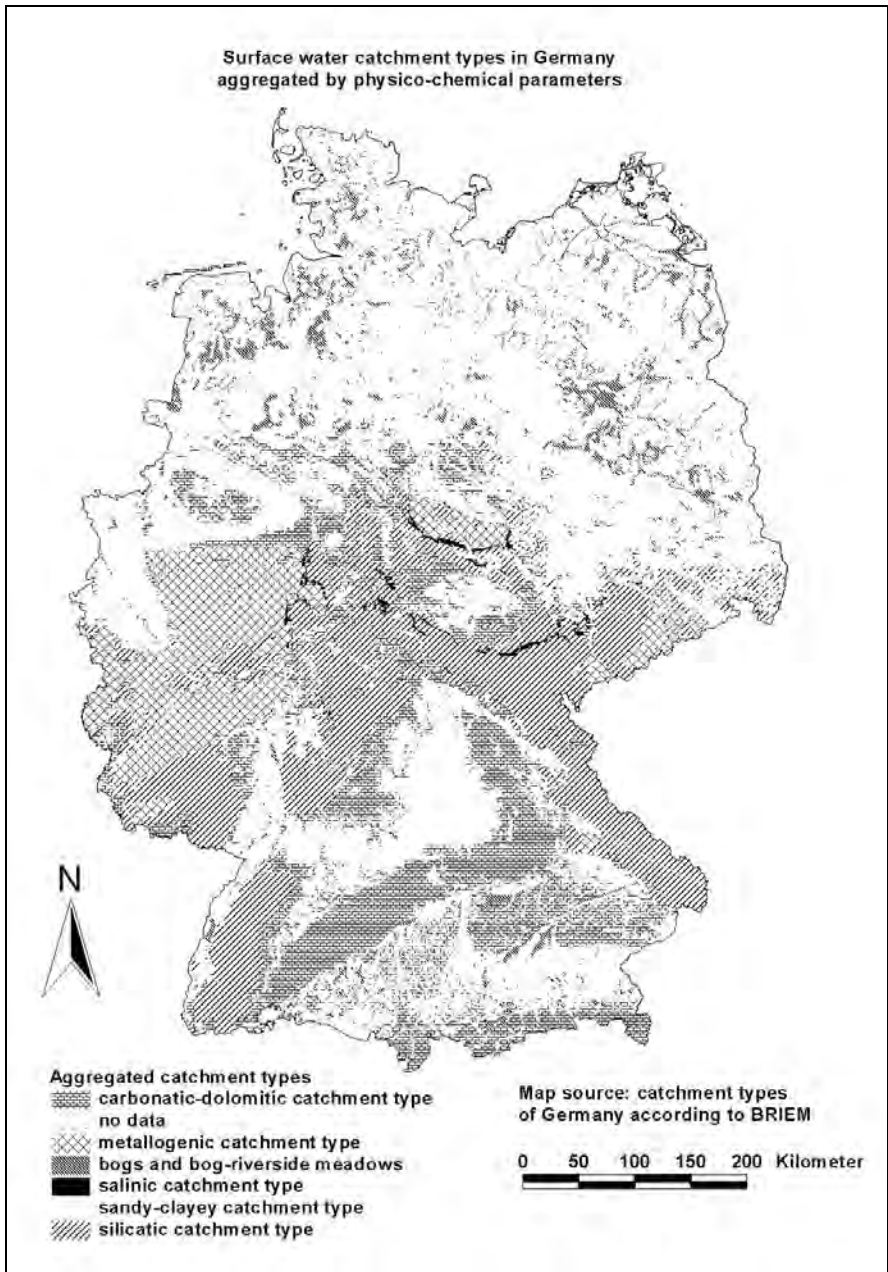 Surface water catchment types in Germany
aggregated by physico-chemical parameters
N
Aggregated catchment types
carbonatic-dolomitic catchment type
no data
metallogenic catchment type
bogs and bog-riverside meadows
salinic catchment type
sandy-clayey catchment type
silicatic catchment type
Map source: catchment types
of Germany according to BRIEM
0 50 100 150 200 Kilometer